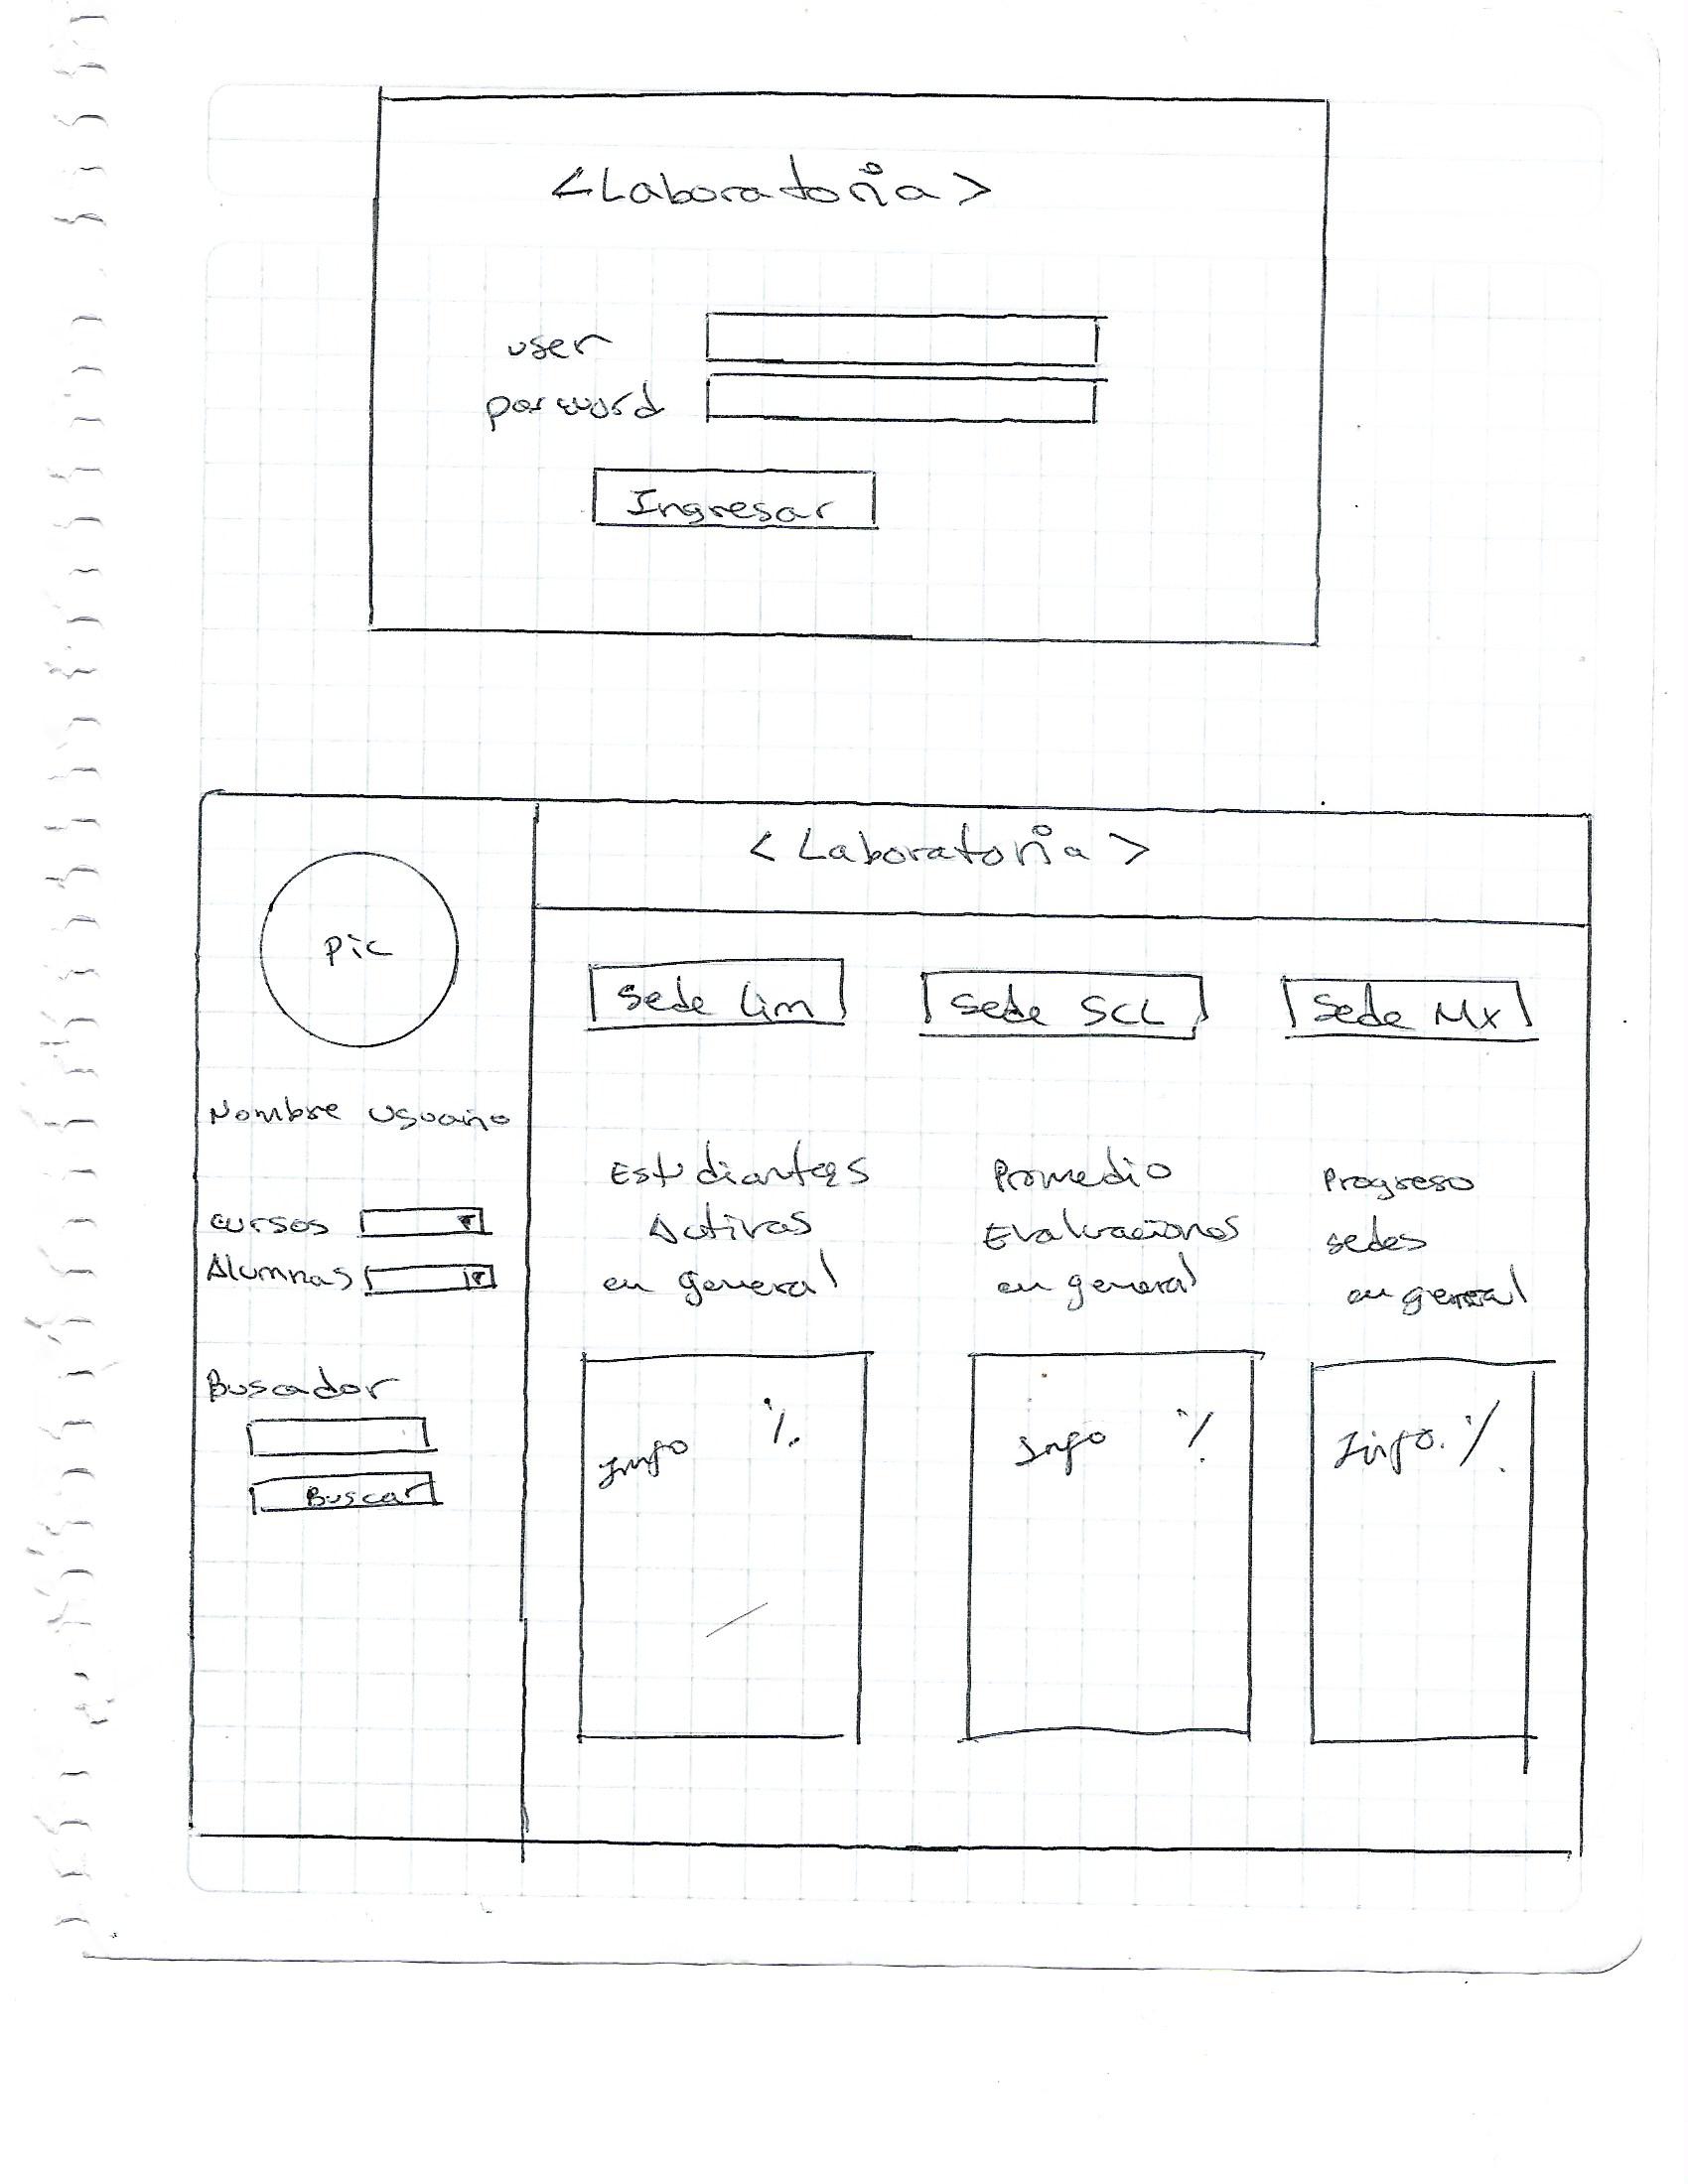 <Laboratoria>
user
password
Ingresar
<Laboratoria>
Pic
Sede Lim
Sede SCL
Sede Mx
Nombre Usuario
Estudiantes
Activas
en general
Promedio
Evaluaciones
en general
Progreso
sedes
en general
cursos
Alumnas
Buscador
Buscar
Info %
Info %
Info. %